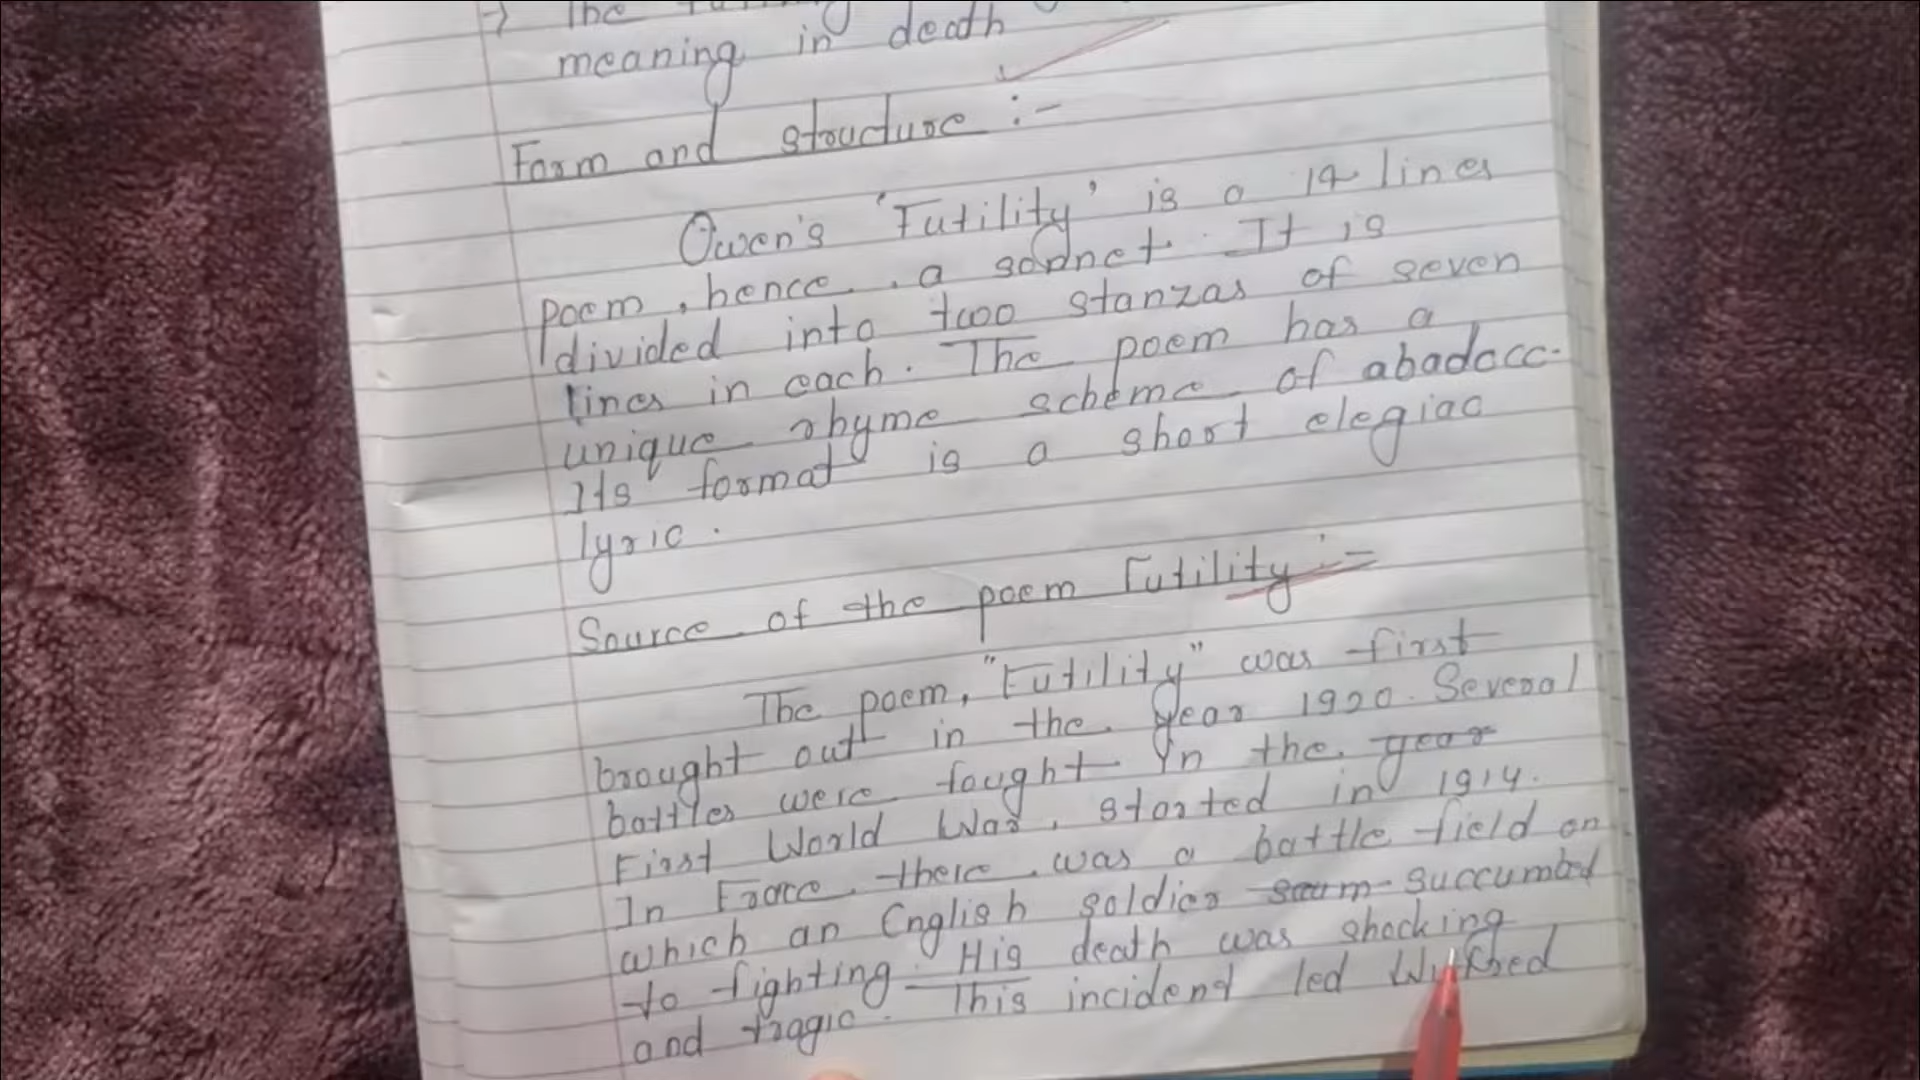 → The
meaning in death
Form and structure :-
Owen's 'Futility' is a 14 lines
poem, hence, a sonnet. It is
divided into two stanzas of seven
lines in each. The poem has a
unique rhyme scheme of abadacc.
Its format is a short elegiac
lyric.
Source of the poem Futility :-
The poem, "Futility" was first
brought out in the year 1920. Several
battles were fought in the year
First World War, started in 1914.
In France, there was a battle field on
which an English soldier succumbed
to fighting. His death was shocking
and tragic. This incident led